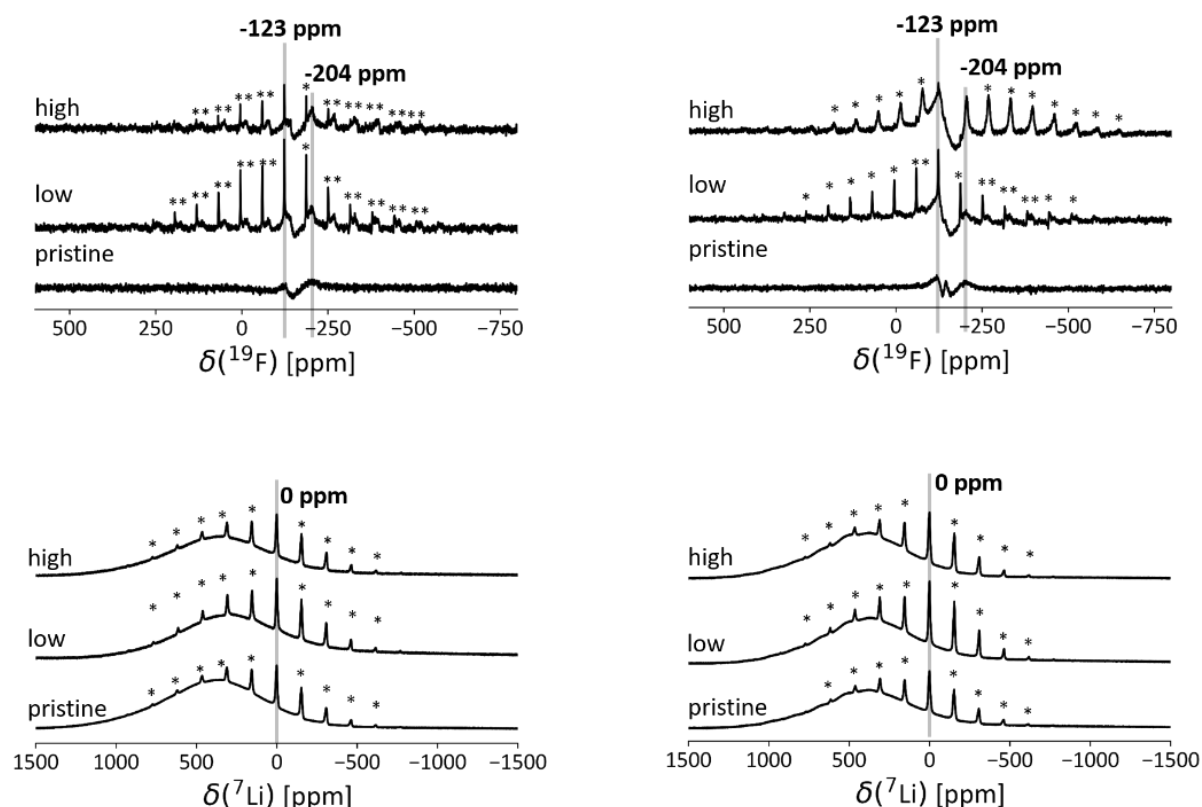 -123 ppm
-204 ppm
high
* * * * * * * * * * * * * * * * * * * * *
low
* * * * * * * * * * * * * * * * * * * * *
pristine
500 250 0 −250 −500 −750
δ(¹⁹F) [ppm]
-123 ppm
-204 ppm
high
* * * * * * * * * * * * *
low
* * * * * * * * * * * * * * * *
pristine
500 250 0 −250 −500 −750
δ(¹⁹F) [ppm]
0 ppm
high
* * * * * * * * *
low
* * * * * * * * *
pristine
* * * * * * * * *
1500 1000 500 0 −500 −1000 −1500
δ(⁷Li) [ppm]
0 ppm
high
* * * * * * * * *
low
* * * * * * * * *
pristine
* * * * * * * *
1500 1000 500 0 −500 −1000 −1500
δ(⁷Li) [ppm]